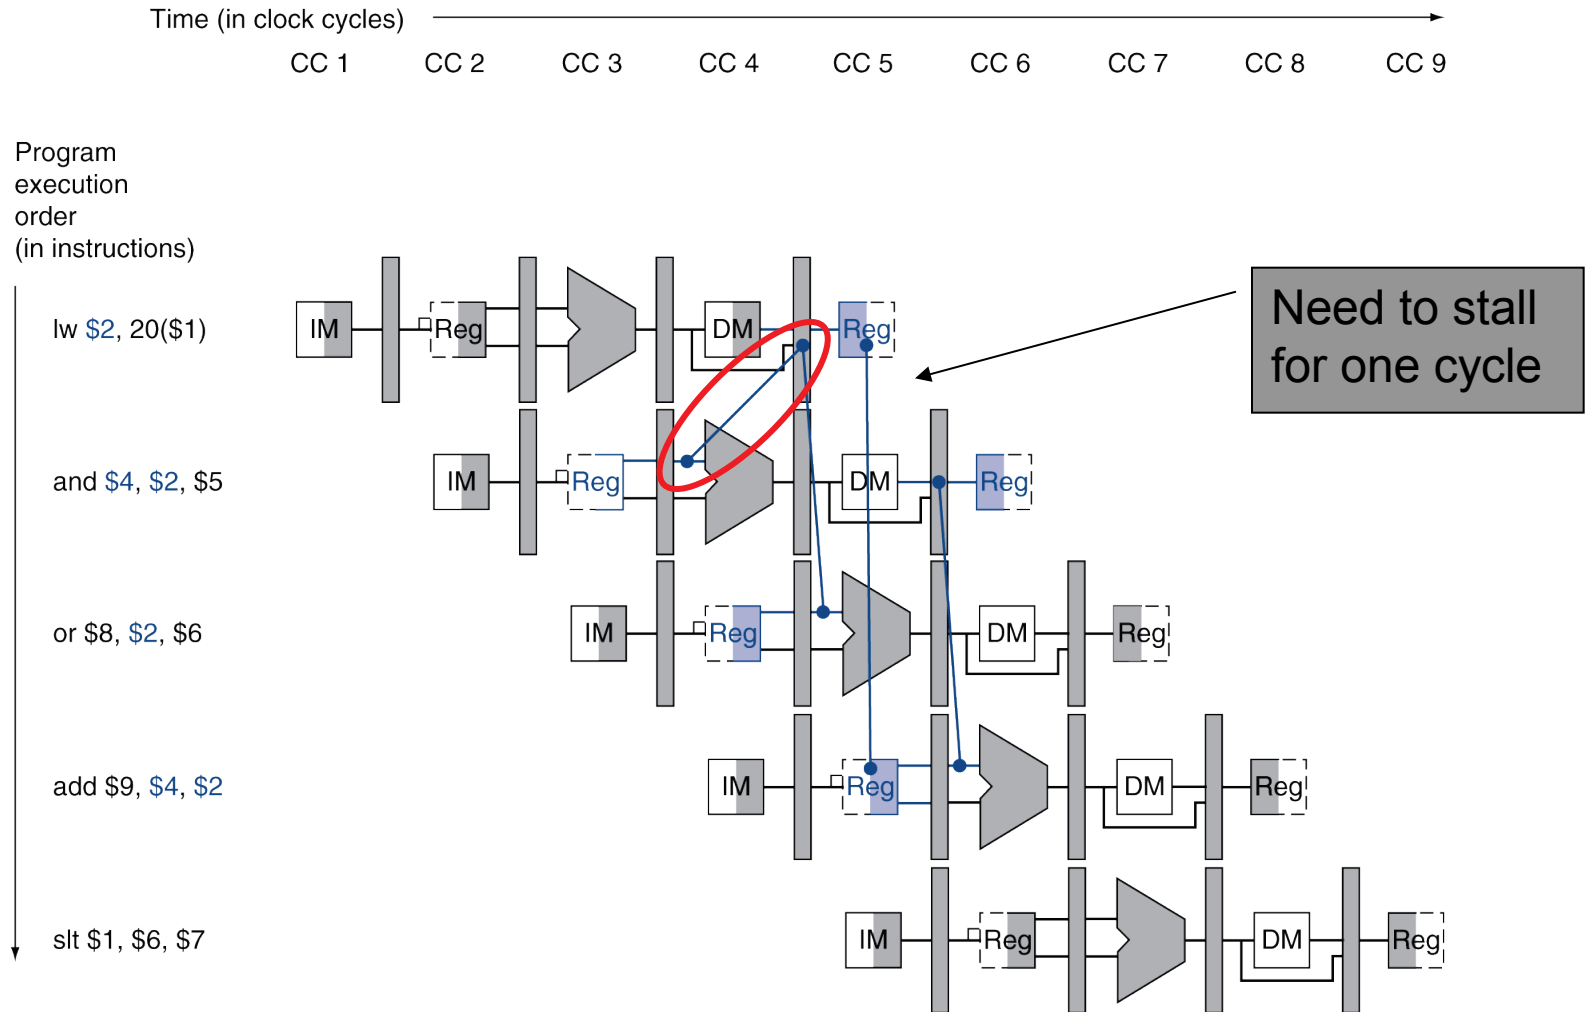 Time (in clock cycles)
CC 1 CC 2 CC 3 CC 4 CC 5 CC 6 CC 7 CC 8 CC 9
Program
execution
order
(in instructions)
Need to stall
for one cycle
lw $2, 20($1) IM Reg DM Reg
and $4, $2, $5 IM Reg DM Reg
or $8, $2, $6 IM Reg DM Reg
add $9, $4, $2 IM Reg DM Reg
slt $1, $6, $7 IM Reg DM Reg